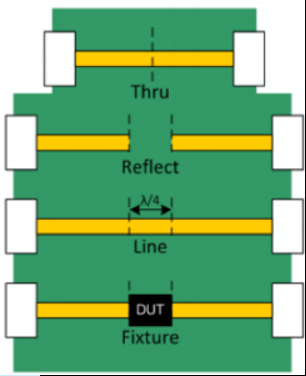 Thru
Reflect
λ/4
Line
DUT
Fixture